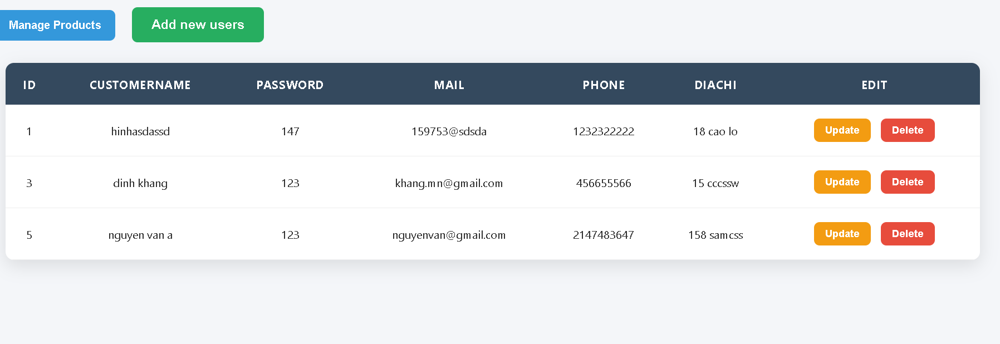 Manage Products Add new users
ID CUSTOMERNAME PASSWORD MAIL PHONE DIACHI EDIT
1 hinhasdassd 147 159753@sdsda 1232322222 18 cao lo Update Delete
3 dinh khang 123 khang.mn@gmail.com 456655566 15 cccssw Update Delete
5 nguyen van a 123 nguyenvan@gmail.com 2147483647 158 samcss Update Delete